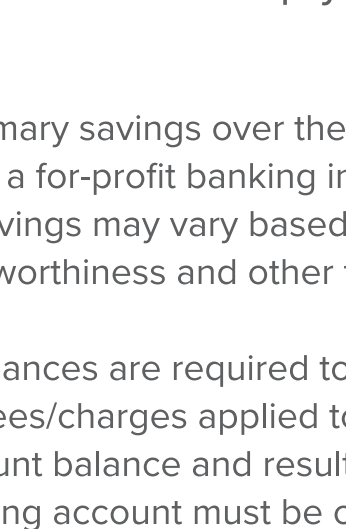 mary savings over the
a for-profit banking in
vings may vary based
worthiness and other
ances are required to
ees/charges applied to
unt balance and result
ng account must be